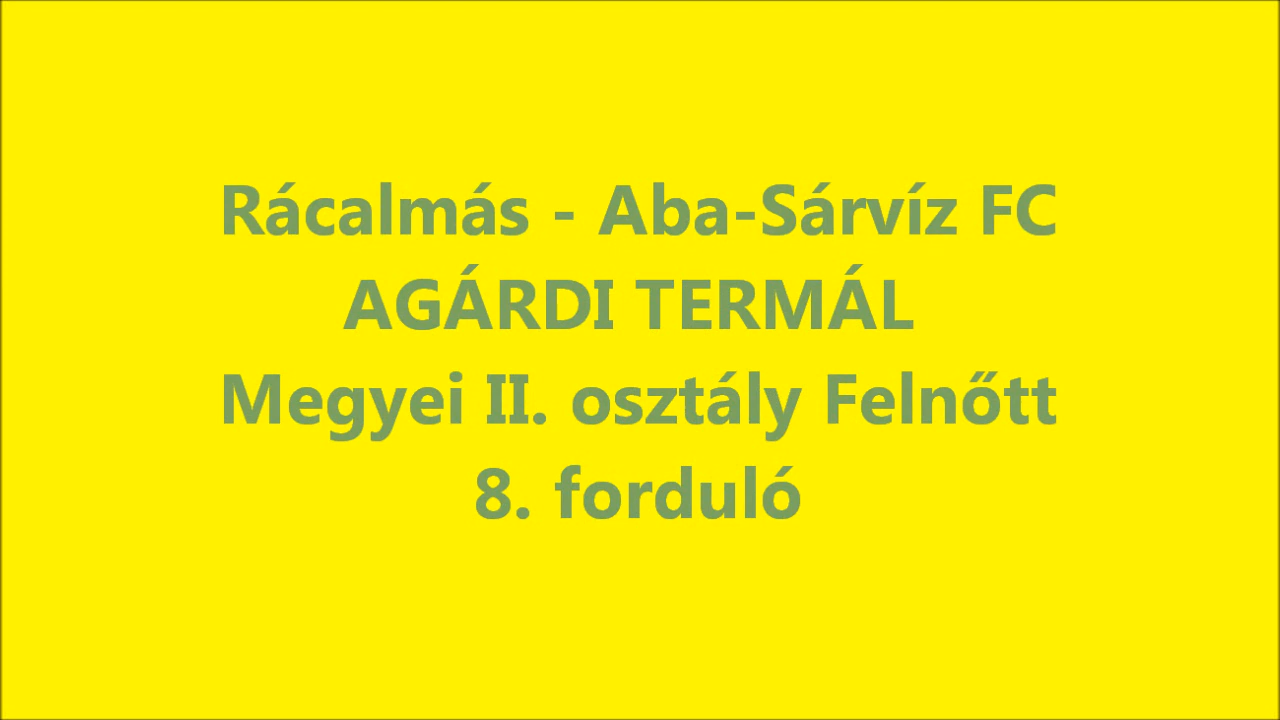 Rácalmás - Aba-Sárvíz FC
AGÁRDI TERMÁL
Megyei II. osztály Felnőtt
8. forduló